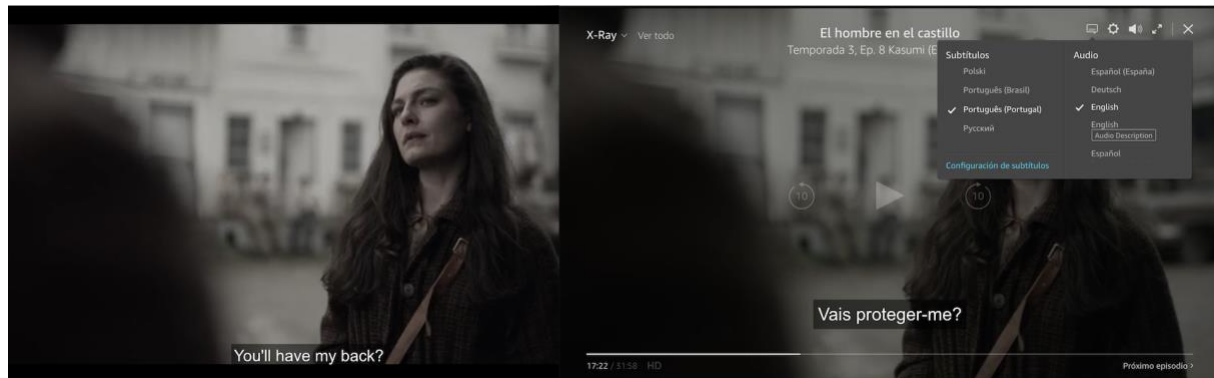 You'll have my back?
X-Ray Ver todo
El hombre en el castillo
Temporada 3, Ep. 8 Kasumi (E
Subtítulos
Polski
Português (Brasil)
Português (Portugal)
Русский
Configuración de subtítulos
Audio
Español (España)
Deutsch
English
English
Audio Description
Español
10
10
Vais proteger-me?
17:22 / 31:58 HD
Próximo episodio